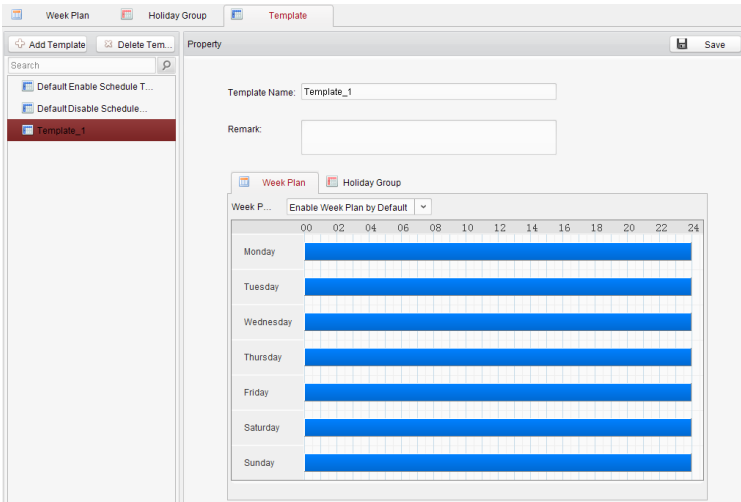 Week Plan Holiday Group Template
Add Template Delete Tem... Property Save
Search
Default Enable Schedule T...
Default Disable Schedule...
Template_1
Template Name: Template_1
Remark:
Week Plan Holiday Group
Week P... Enable Week Plan by Default
00 02 04 06 08 10 12 14 16 18 20 22 24
Monday
Tuesday
Wednesday
Thursday
Friday
Saturday
Sunday